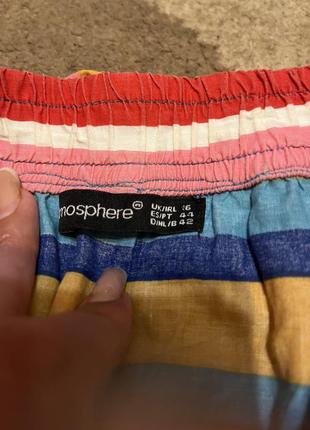 mosphere
UK/IRL 16
ES/PT 44
D/NL/B 42